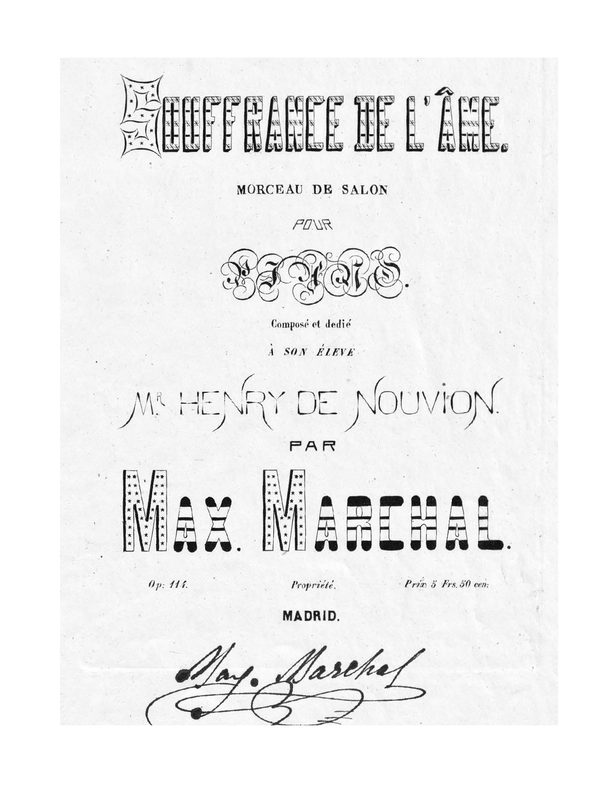 SOUFFRANCE DE L'ÂME.
MORCEAU DE SALON
POUR
PIANO.
Composé et dedié
À SON ÉLEVE
Mr. HENRY DE NOUVION.
PAR
MAX. MARCHAL.
Op: 114. Propriété. Prix 5 Frs. 50 cen:
MADRID.
Max. Marchal